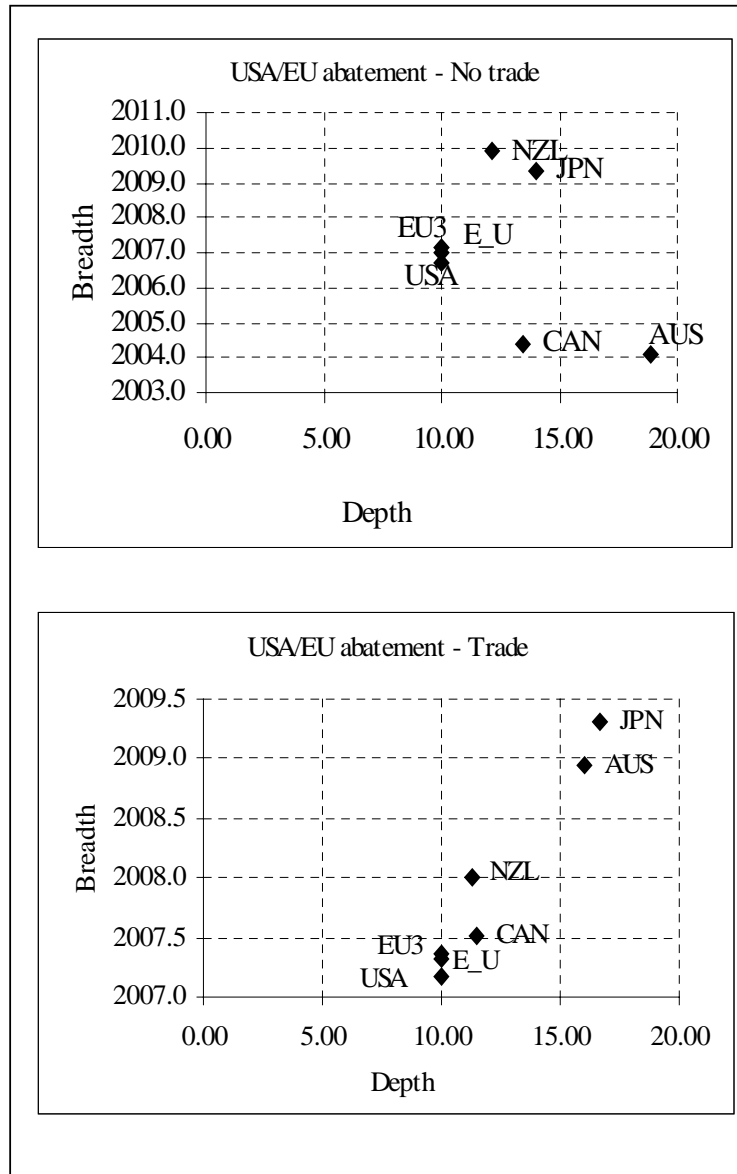 USA/EU abatement - No trade
2011.0
2010.0
2009.0
2008.0
2007.0
2006.0
2005.0
2004.0
2003.0
Breadth
NZL
JPN
EU3
E_U
USA
CAN
AUS
0.00 5.00 10.00 15.00 20.00
Depth
USA/EU abatement - Trade
2009.5
2009.0
2008.5
2008.0
2007.5
2007.0
Breadth
JPN
AUS
NZL
CAN
EU3
E_U
USA
0.00 5.00 10.00 15.00 20.00
Depth